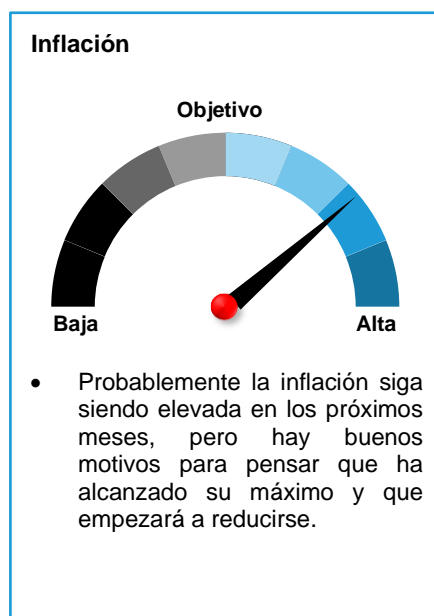 Inflación
Objetivo
Baja
Alta
• Probablemente la inflación siga
siendo elevada en los próximos
meses, pero hay buenos
motivos para pensar que ha
alcanzado su máximo y que
empezará a reducirse.